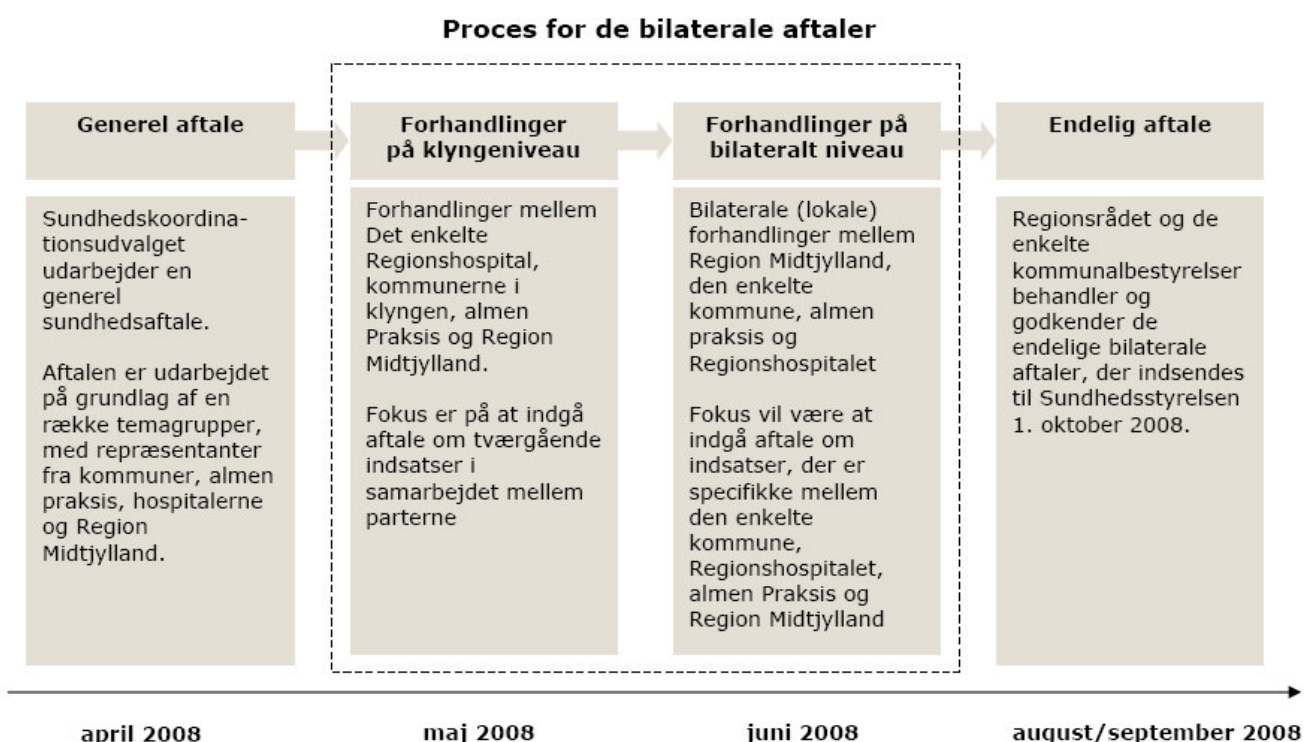 Proces for de bilaterale aftaler
Generel aftale
Sundhedskoordina-
tionsudvalget
udarbejder en
generel
sundhedsaftale.
Aftalen er udarbejdet
på grundlag af en
række temagrupper,
med repræsentanter
fra kommuner, almen
praksis, hospitalerne
og Region
Midtjylland.
Forhandlinger
på klyngeniveau
Forhandlinger mellem
Det enkelte
Regionshospital,
kommunerne i
klyngen, almen
Praksis og Region
Midtjylland.
Fokus er på at indgå
aftale om tværgående
indsatser i
samarbejdet mellem
parterne
Forhandlinger på
bilateralt niveau
Bilaterale (lokale)
forhandlinger mellem
Region Midtjylland,
den enkelte
kommune, almen
praksis og
Regionshospitalet
Fokus vil være at
indgå aftale om
indsatser, der er
specifikke mellem
den enkelte
kommune,
Regionshospitalet,
almen Praksis og
Region Midtjylland
Endelig aftale
Regionsrådet og de
enkelte
kommunalbestyrelser
behandler og
godkender de
endelige bilaterale
aftaler, der indsendes
til Sundhedsstyrelsen
1. oktober 2008.
april 2008
maj 2008
juni 2008
august/september 2008